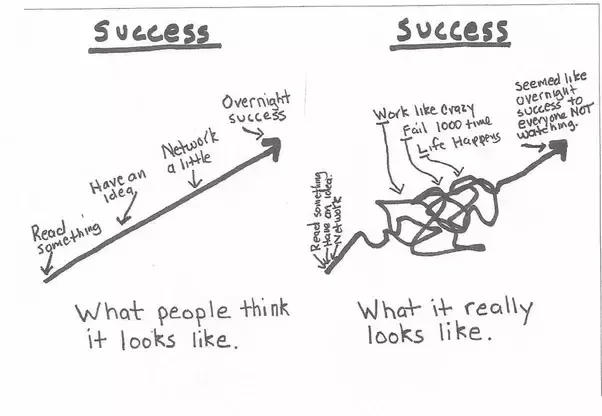 Success
Read
something
Have an
idea
Network
a little
Overnight
success
What people think
it looks like.
Success
Read something
Have an idea.
Network
Work like crazy
Fail 1000 time
Life Happens
Seemed like
overnight
success to
everyone NOT
watching.
What it really
looks like.